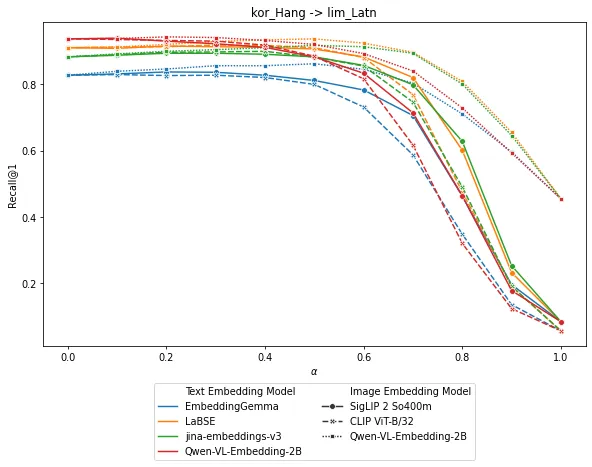 kor_Hang -> lim_Latn
Recall@1
0.8
0.6
0.4
0.2
0.0 0.2 0.4 0.6 0.8 1.0
α
Text Embedding Model Image Embedding Model
EmbeddingGemma SigLIP 2 So400m
LaBSE CLIP ViT-B/32
jina-embeddings-v3 Qwen-VL-Embedding-2B
Qwen-VL-Embedding-2B